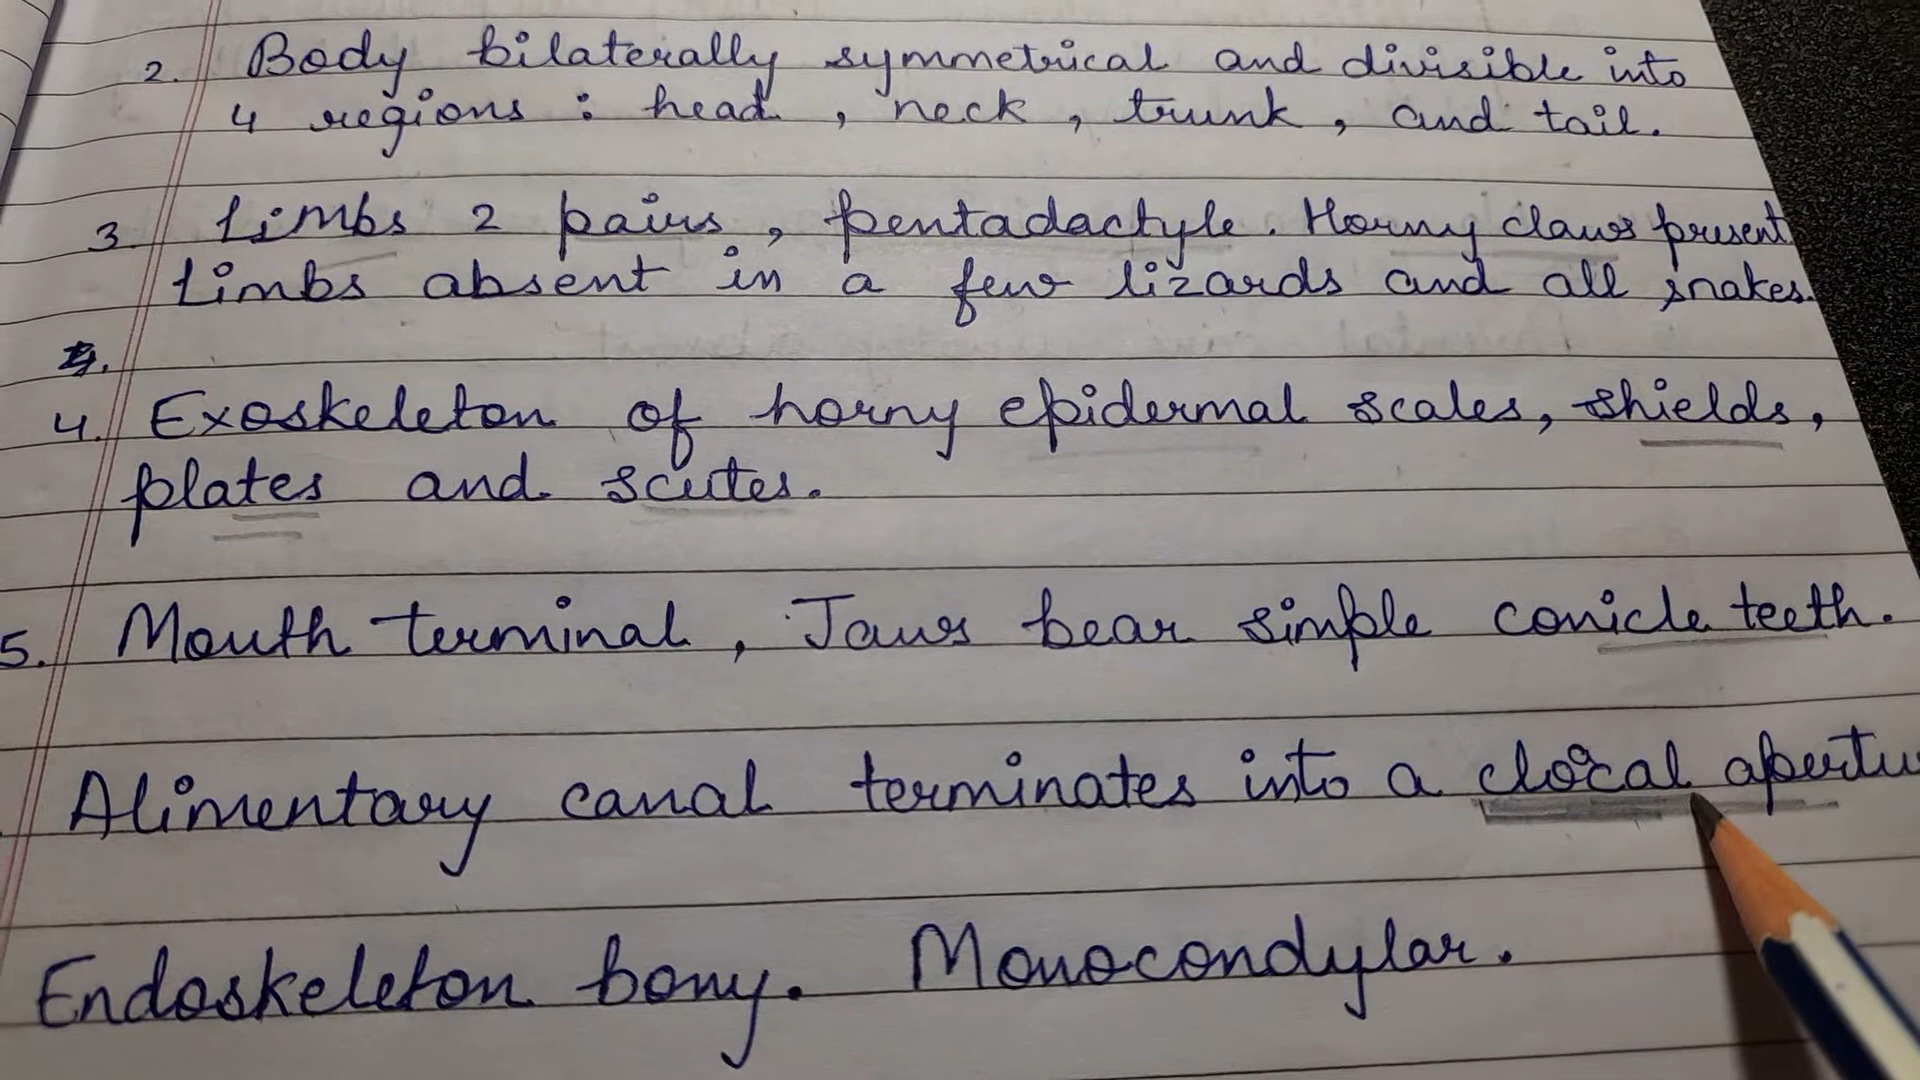 2. Body bilaterally symmetrical and divisible into
4 regions : head , neck , trunk , and tail.
3. Limbs 2 pairs , pentadactyle. Horny claws present.
Limbs absent in a few lizards and all snakes.
4. Exoskeleton of horny epidermal scales, shields,
plates and scutes.
5. Mouth terminal , Jaws bear simple conicle teeth.
Alimentary canal terminates into a
Endoskeleton bony. Monocondylar.